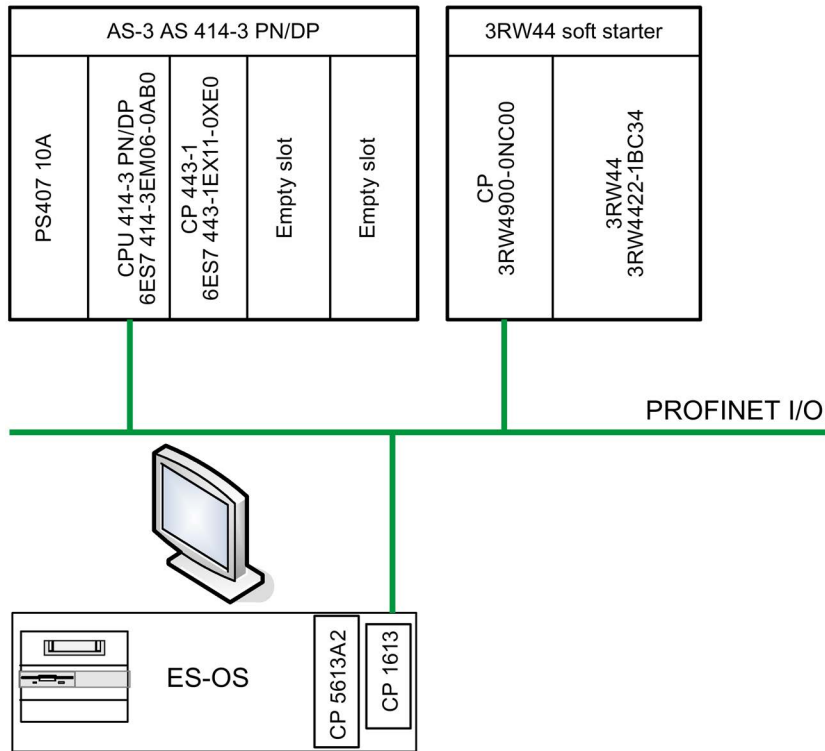 AS-3 AS 414-3 PN/DP
PS407 10A
CPU 414-3 PN/DP
6ES7 414-3EM06-0AB0
CP 443-1
6ES7 443-1EX11-0XE0
Empty slot
Empty slot
3RW44 soft starter
CP
3RW4900-0NC00
3RW44
3RW4422-1BC34
PROFINET I/O
ES-OS
CP 5613A2
CP 1613